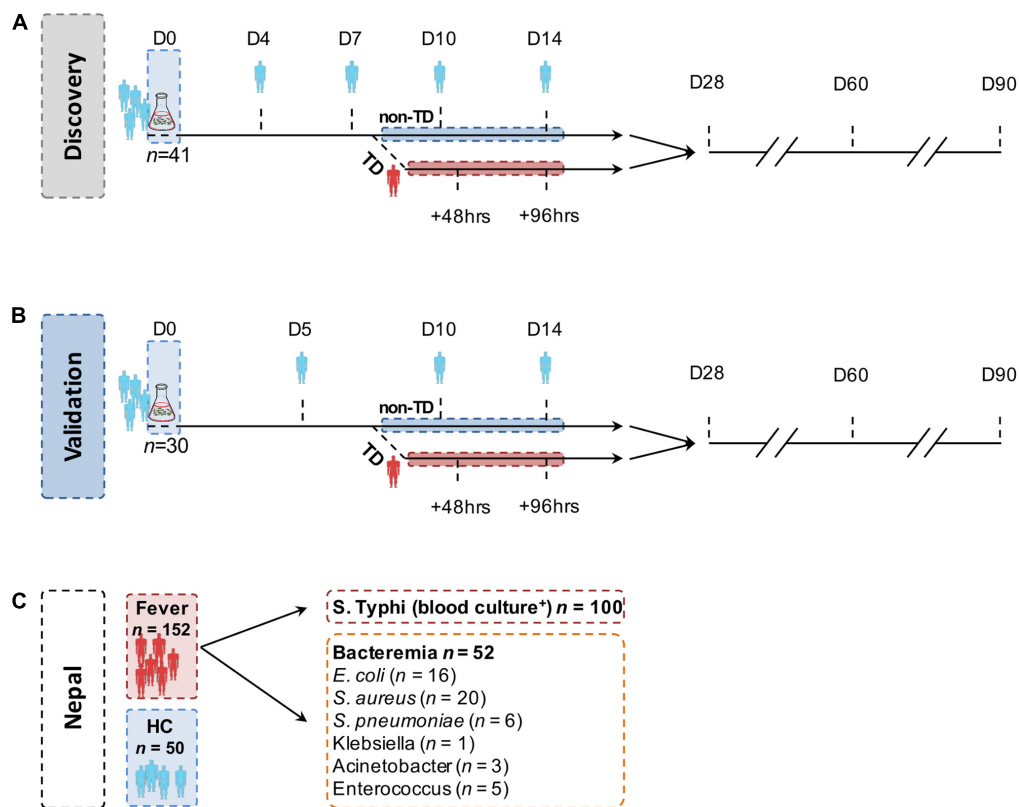 A
Discovery
D0 D4 D7 D10 D14
D28 D60 D90
non-TD
n=41
TD
+48hrs +96hrs
B
Validation
D0 D5 D10 D14
D28 D60 D90
non-TD
n=30
TD
+48hrs +96hrs
C
Nepal
Fever
n = 152
HC
n = 50
S. Typhi (blood culture⁺) n = 100
Bacteremia n = 52
E. coli (n = 16)
S. aureus (n = 20)
S. pneumoniae (n = 6)
Klebsiella (n = 1)
Acinetobacter (n = 3)
Enterococcus (n = 5)